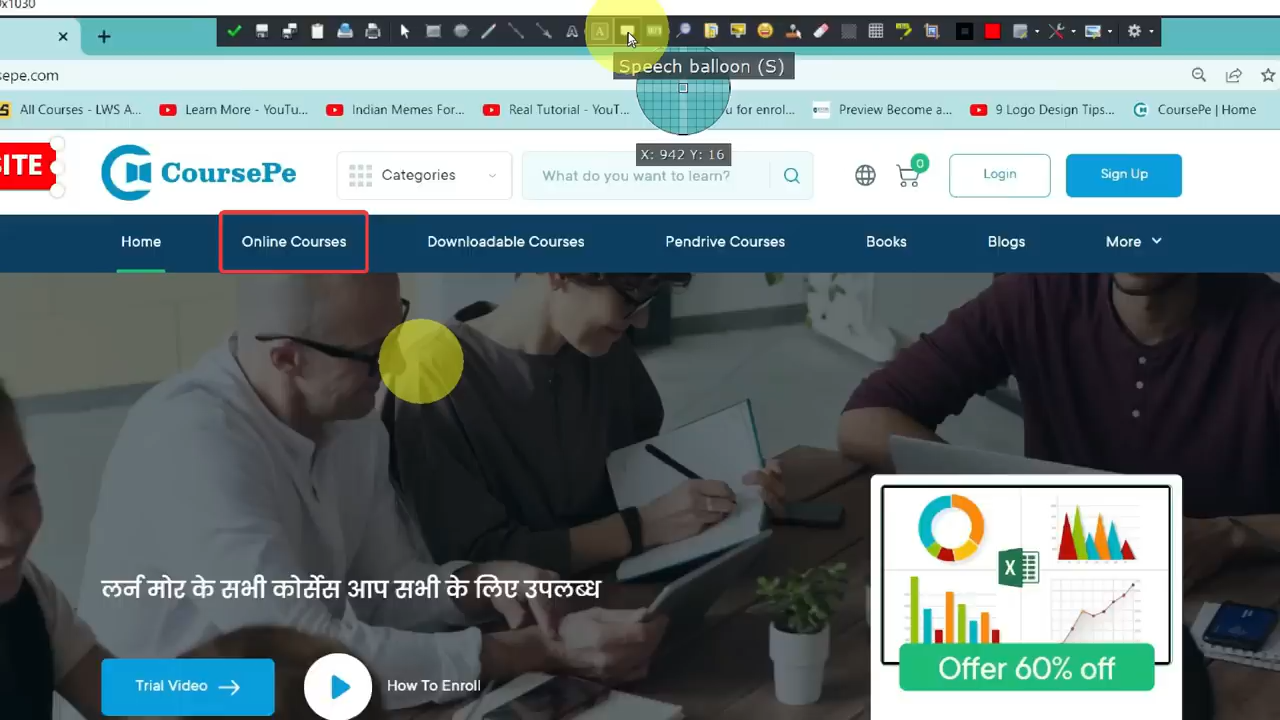 x1030
Speech balloon (S)
sepe.com
All Courses - LWS A...
Learn More - YouTu...
Indian Memes For...
Real Tutorial - YouT...
u for enrol...
Preview Become a...
9 Logo Design Tips...
CoursePe | Home
X: 942 Y: 16
SITE
CoursePe
Categories
What do you want to learn?
0
Login
Sign Up
Home
Online Courses
Downloadable Courses
Pendrive Courses
Books
Blogs
More
लर्न मोर के सभी कोर्सेस आप सभी के लिए उपलब्ध
Trial Video
How To Enroll
X
Offer 60% off